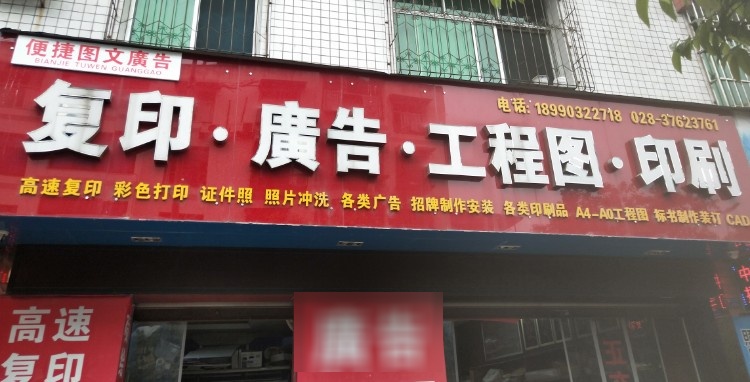 便捷图文廣告
BIANJIE TUWEN GUANGGAO
电话: 18990322718 028-37623761
复印·廣告·工程图·印刷
高速复印 彩色打印 证件照 照片冲洗 各类广告 招牌制作安装 各类印刷品 A4-A0工程图 标书制作装订 CAD
高速
复印
廣告